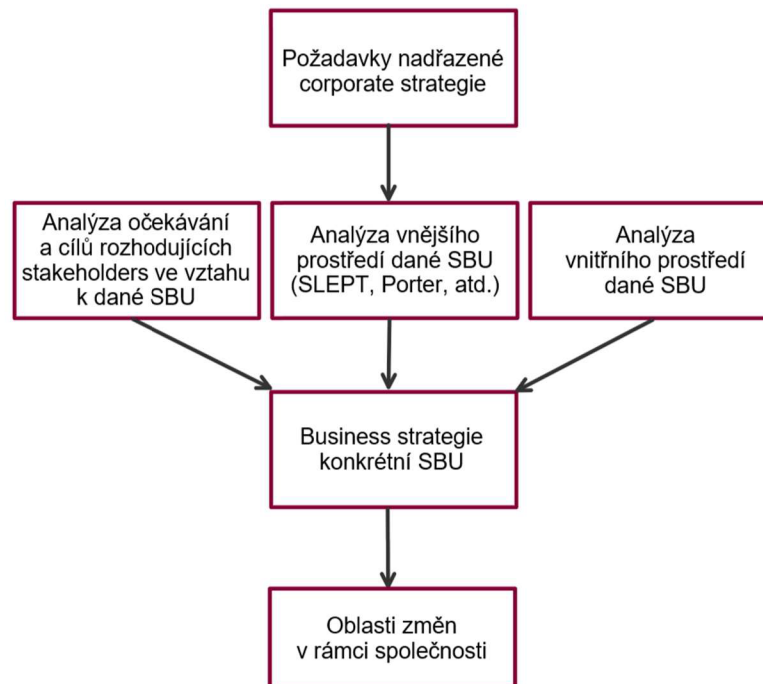 Požadavky nadřazené
corporate strategie
Analýza očekávání
a cílů rozhodujících
stakeholders ve vztahu
k dané SBU
Analýza vnějšího
prostředí dané SBU
(SLEPT, Porter, atd.)
Analýza
vnitřního prostředí
dané SBU
Business strategie
konkrétní SBU
Oblasti změn
v rámci společnosti